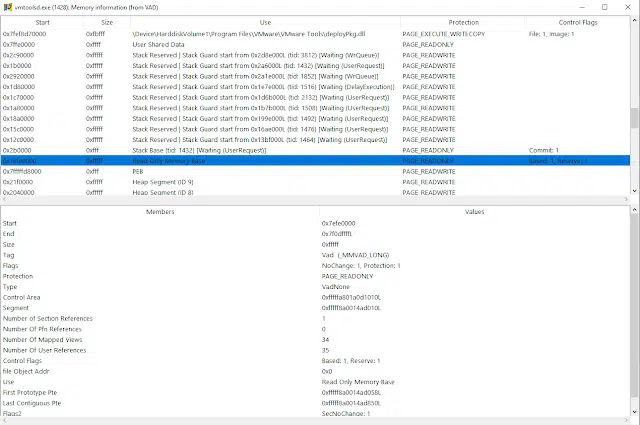 vmtoolsd.exe (1428): Memory information (from VAD)
Start Size Use Protection Control Flags
0x7fef8d70000 0xfbfff \Device\HarddiskVolume1\Program Files\VMware\VMware Tools\deployPkg.dll PAGE_EXECUTE_WRITECOPY File: 1, Image: 1
0x7ffe0000 0xffff User Shared Data PAGE_READONLY
0x2c90000 0xfffff Stack Reserved | Stack Guard start from 0x2d8e000L (tid: 3812) [Waiting (WrQueue)] PAGE_READWRITE
0x1b0000 0xfffff Stack Reserved | Stack Guard start from 0x2a6000L (tid: 1432) [Waiting (UserRequest)] PAGE_READWRITE
0x2920000 0xfffff Stack Reserved | Stack Guard start from 0x2a1e000L (tid: 1852) [Waiting (WrQueue)] PAGE_READWRITE
0x1d80000 0xfffff Stack Reserved | Stack Guard start from 0x1e7e000L (tid: 1516) [Waiting (DelayExecution)] PAGE_READWRITE
0x1c70000 0xfffff Stack Reserved | Stack Guard start from 0x1d6b000L (tid: 2132) [Waiting (UserRequest)] PAGE_READWRITE
0x1a80000 0xfffff Stack Reserved | Stack Guard start from 0x1b7b000L (tid: 1508) [Waiting (UserRequest)] PAGE_READWRITE
0x18a0000 0xfffff Stack Reserved | Stack Guard start from 0x199e000L (tid: 1492) [Waiting (UserRequest)] PAGE_READWRITE
0x15c0000 0xfffff Stack Reserved | Stack Guard start from 0x16ae000L (tid: 1476) [Waiting (UserRequest)] PAGE_READWRITE
0x12c0000 0xfffff Stack Reserved | Stack Guard start from 0x13bf000L (tid: 1464) [Waiting (UserRequest)] PAGE_READWRITE
0x2b0000 0xfff Stack Base (tid: 1432) [Waiting (UserRequest)] PAGE_READONLY Commit: 1
0x7efe0000 0xfffff Read Only Memory Base PAGE_READONLY Based: 1, Reserve: 1
0x7fffffd8000 0xfff PEB PAGE_READWRITE
0x21f0000 0xfffff Heap Segment (ID 9) PAGE_READWRITE
0x2040000 0xfffff Heap Segment (ID 8) PAGE_READWRITE
Members Values
Start 0x7efe0000
End 0x7f0dffffL
Size 0xfffff
Tag Vad (_MMVAD_LONG)
Flags NoChange: 1, Protection: 1
Protection PAGE_READONLY
Type VadNone
Control Area 0xfffffa801a0d1010L
Segment 0xfffff8a0014ad010L
Number of Section References 1
Number Of Pfn References 0
Number Of Mapped Views 34
Number Of User References 35
Control Flags Based: 1, Reserve: 1
file Object Addr 0x0
Use Read Only Memory Base
First Prototype Pte 0xfffff8a0014ad058L
Last Contiguous Pte 0xfffff8a0014ad850L
Flags2 SecNoChange: 1